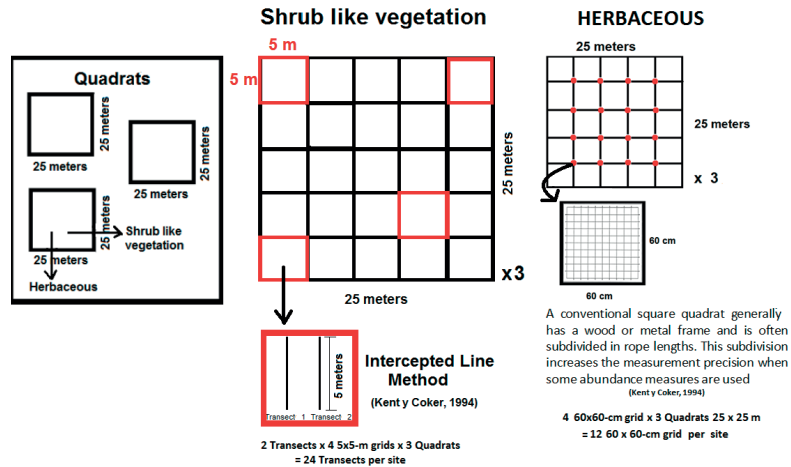 Quadrats
25 meters
25 meters
25 meters
25 meters
25 meters
25 meters
Shrub like
vegetation
Herbaceous
Shrub like vegetation
5 m
5 m
25 meters
x3
25 meters
5 meters
Transect 1 Transect 2
Intercepted Line
Method
(Kent y Coker, 1994)
2 Transects x 4 5x5-m grids x 3 Quadrats
= 24 Transects per site
HERBACEOUS
25 meters
25 meters
x 3
60 cm
60 cm
A conventional square quadrat generally
has a wood or metal frame and is often
subdivided in rope lengths. This subdivision
increases the measurement precision when
some abundance measures are used
(Kent y Coker, 1994)
4 60x60-cm grid x 3 Quadrats 25 x 25 m
= 12 60 x 60-cm grid per site